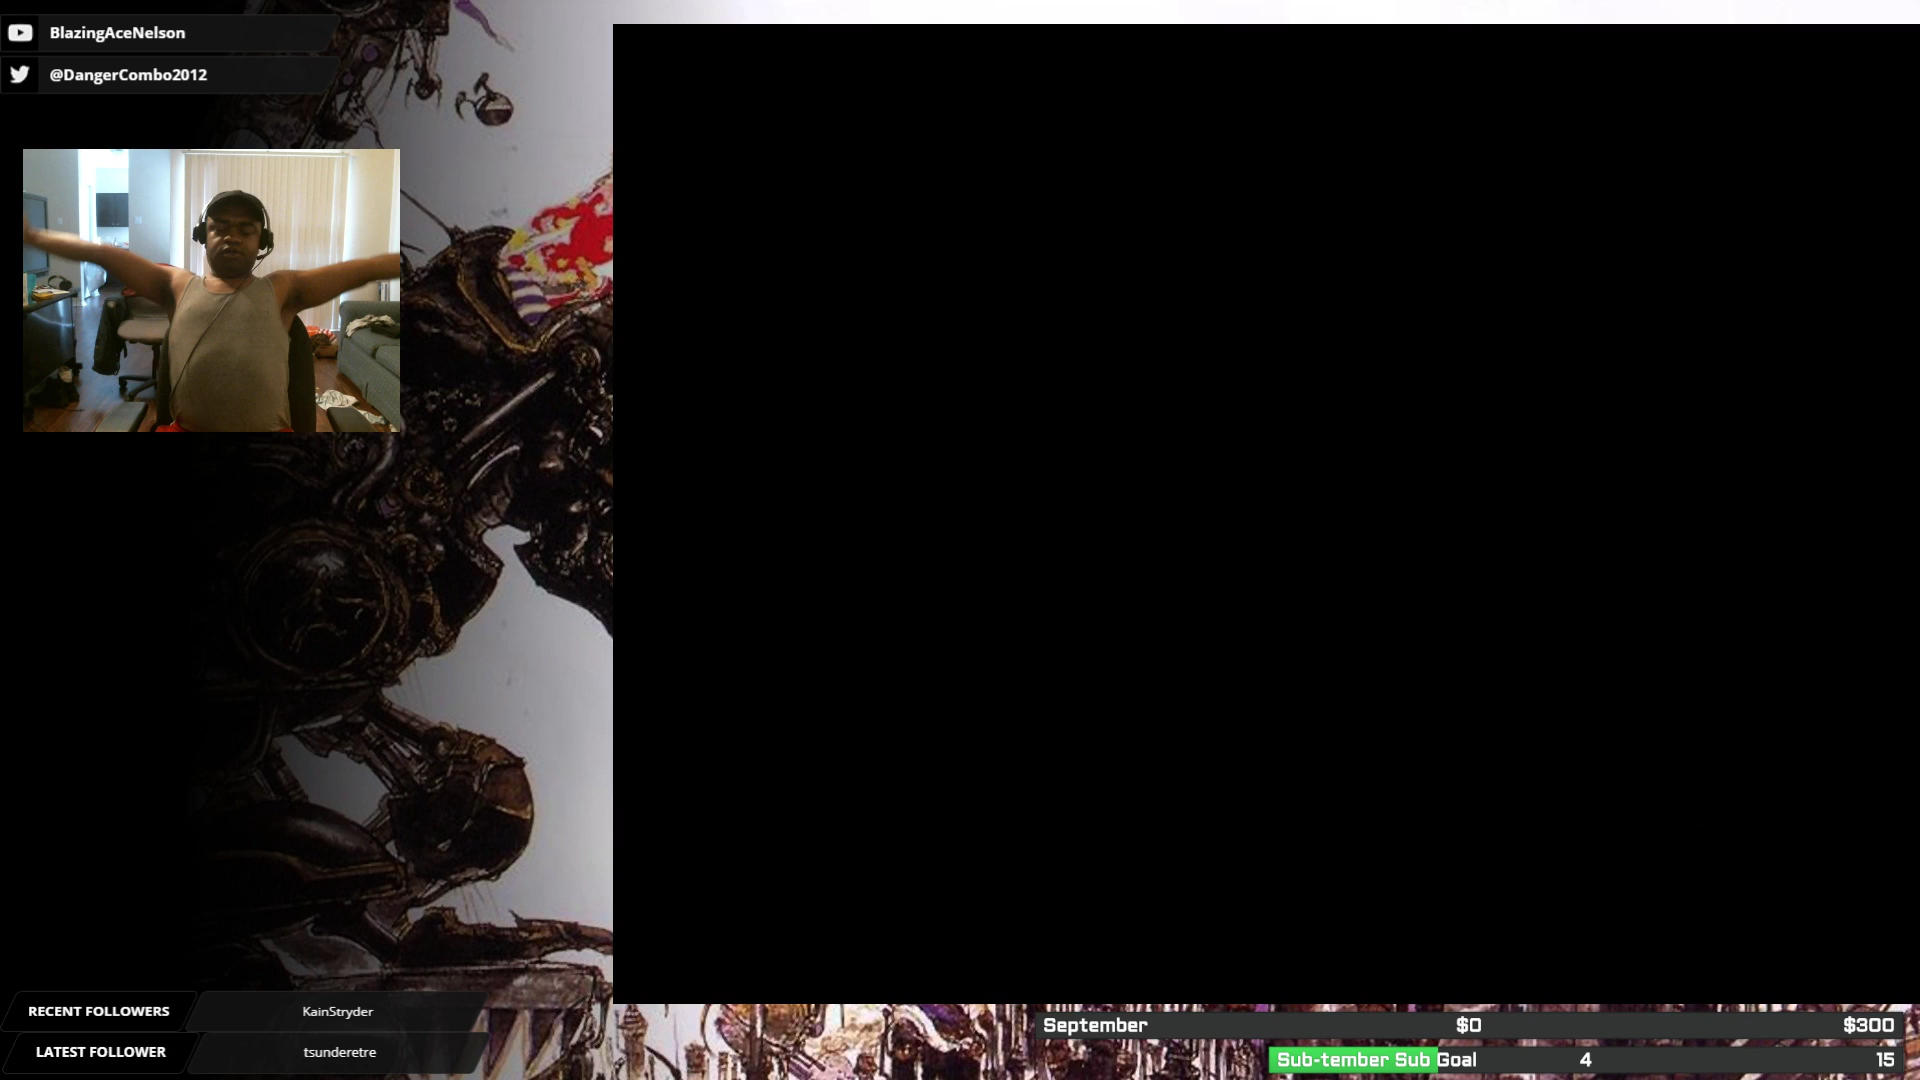 BlazingAceNelson
@DangerCombo2012
RECENT FOLLOWERS KainStryder
LATEST FOLLOWER tsunderetre
September $0 $300
Sub-tember Sub Goal 4 15